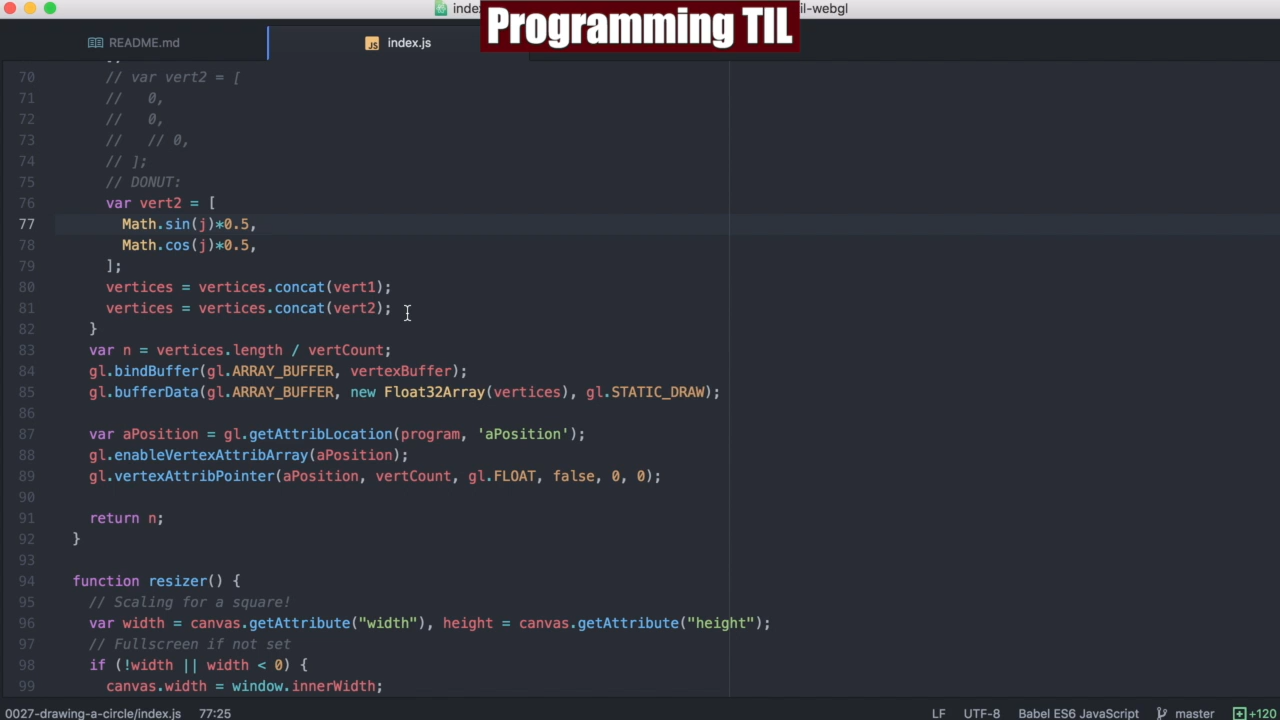 index
Programming TIL
il-webgl
README.md
JS index.js
70 // var vert2 = [
71 // 0,
72 // 0,
73 // // 0,
74 // ];
75 // DONUT:
76 var vert2 = [
77 Math.sin(j)*0.5,
78 Math.cos(j)*0.5,
79 ];
80 vertices = vertices.concat(vert1);
81 vertices = vertices.concat(vert2);
82 }
83 var n = vertices.length / vertCount;
84 gl.bindBuffer(gl.ARRAY_BUFFER, vertexBuffer);
85 gl.bufferData(gl.ARRAY_BUFFER, new Float32Array(vertices), gl.STATIC_DRAW);
86
87 var aPosition = gl.getAttribLocation(program, 'aPosition');
88 gl.enableVertexAttribArray(aPosition);
89 gl.vertexAttribPointer(aPosition, vertCount, gl.FLOAT, false, 0, 0);
90
91 return n;
92 }
93
94 function resizer() {
95 // Scaling for a square!
96 var width = canvas.getAttribute("width"), height = canvas.getAttribute("height");
97 // Fullscreen if not set
98 if (!width || width < 0) {
99 canvas.width = window.innerWidth;
0027-drawing-a-circle/index.js 77:25 LF UTF-8 Babel ES6 JavaScript master +120